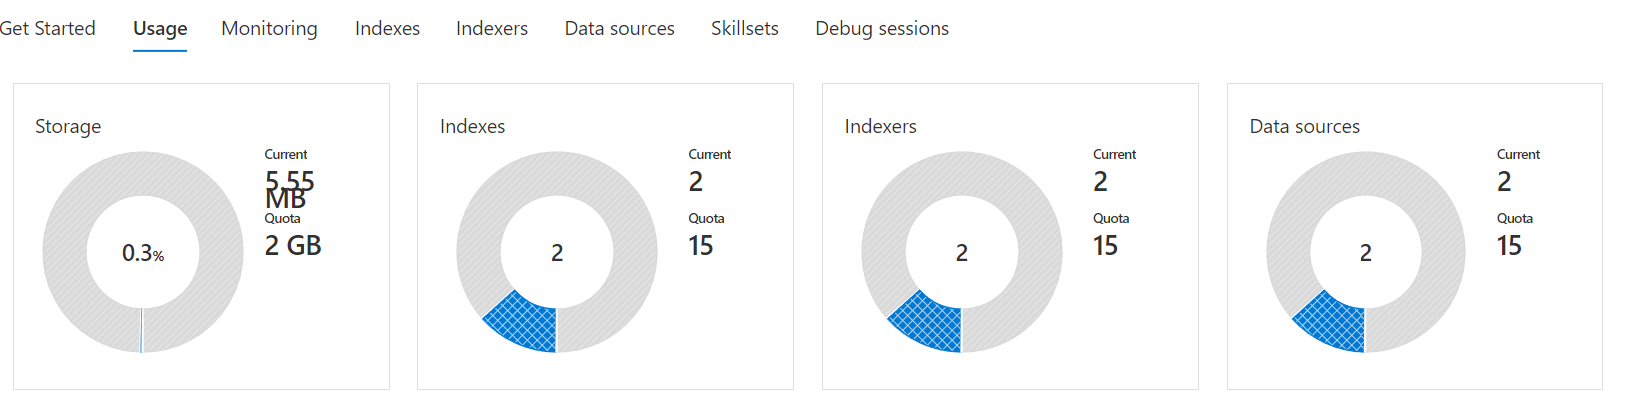 Get Started Usage Monitoring Indexes Indexers Data sources Skillsets Debug sessions
Storage
Current
5.55
MB
Quota
2 GB
0.3%
Indexes
Current
2
Quota
15
2
Indexers
Current
2
Quota
15
2
Data sources
Current
2
Quota
15
2